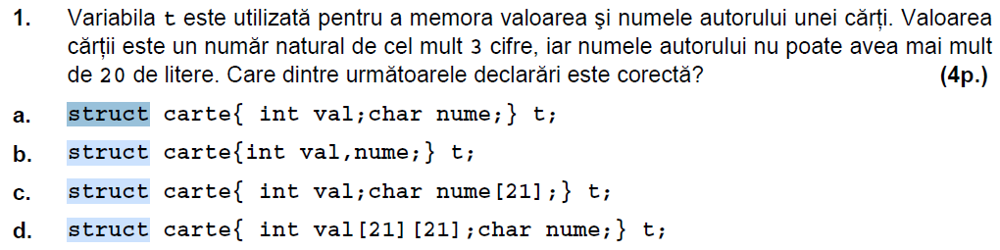 1. Variabila t este utilizată pentru a memora valoarea şi numele autorului unei cărţi. Valoarea
cărţii este un număr natural de cel mult 3 cifre, iar numele autorului nu poate avea mai mult
de 20 de litere. Care dintre următoarele declarări este corectă? (4p.)
a. struct carte{ int val;char nume;} t;
b. struct carte{int val,nume;} t;
c. struct carte{ int val;char nume[21];} t;
d. struct carte{ int val[21][21];char nume;} t;